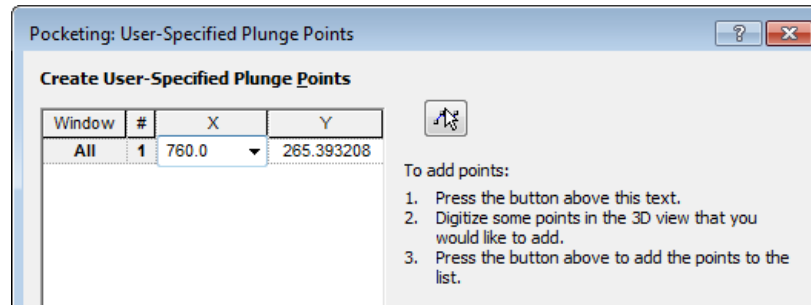 Pocketing: User-Specified Plunge Points
?
Create User-Specified Plunge Points
Window # X Y
All 1 760.0 265.393208
To add points:
1. Press the button above this text.
2. Digitize some points in the 3D view that you
would like to add.
3. Press the button above to add the points to the
list.